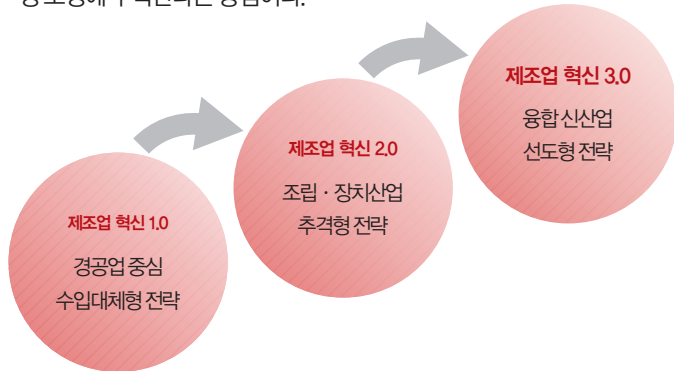 제조업 혁신 3.0
융합 신산업
선도형 전략
제조업 혁신 2.0
조립 · 장치산업
추격형 전략
제조업 혁신 1.0
경공업 중심
수입대체형 전략